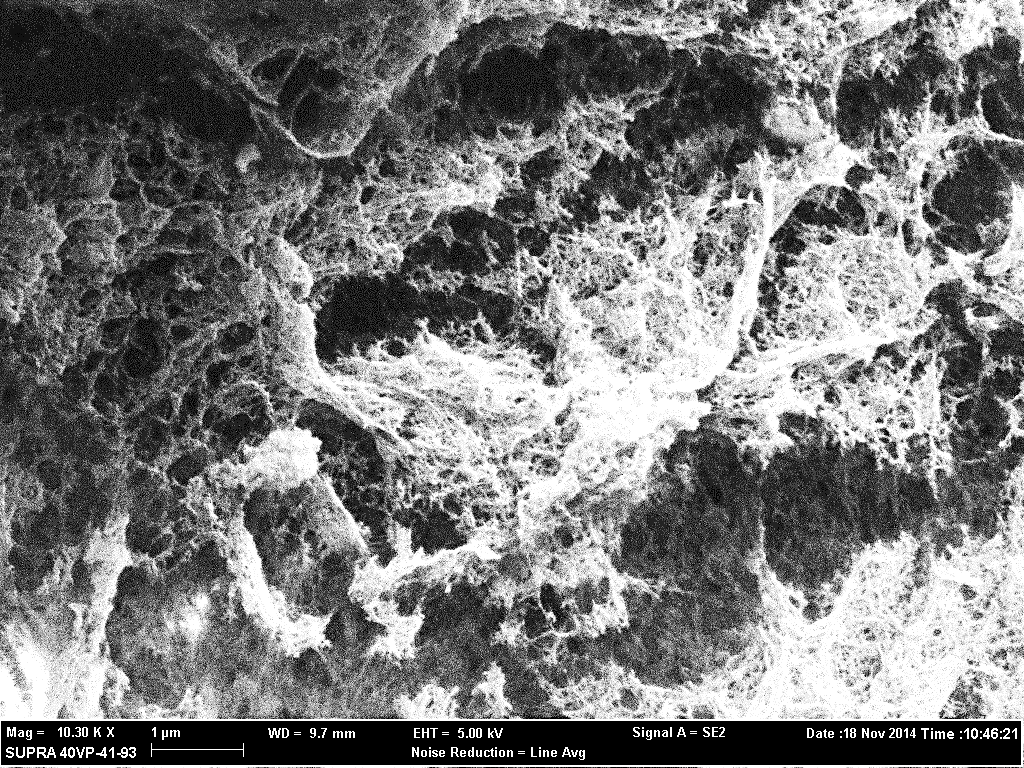 Mag = 10.30 K X 1 µm WD = 9.7 mm EHT = 5.00 kV Signal A = SE2 Date :18 Nov 2014 Time :10:46:21
SUPRA 40VP-41-93 Noise Reduction = Line Avg